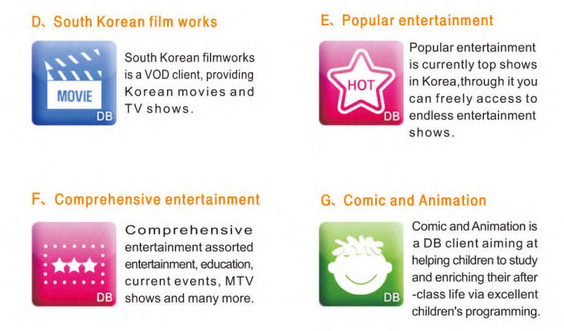 D、South Korean film works
MOVIE
DB
South Korean filmworks
is a VOD client, providing
Korean movies and
TV shows.
E、Popular entertainment
HOT
DB
Popular entertainment
is currently top shows
in Korea,through it you
can freely access to
endless entertainment
shows.
F、Comprehensive entertainment
DB
Comprehensive
entertainment assorted
entertainment, education,
current events, MTV
shows and many more.
G、Comic and Animation
DB
Comic and Animation is
a DB client aiming at
helping children to study
and enriching their after
-class life via excellent
children's programming.